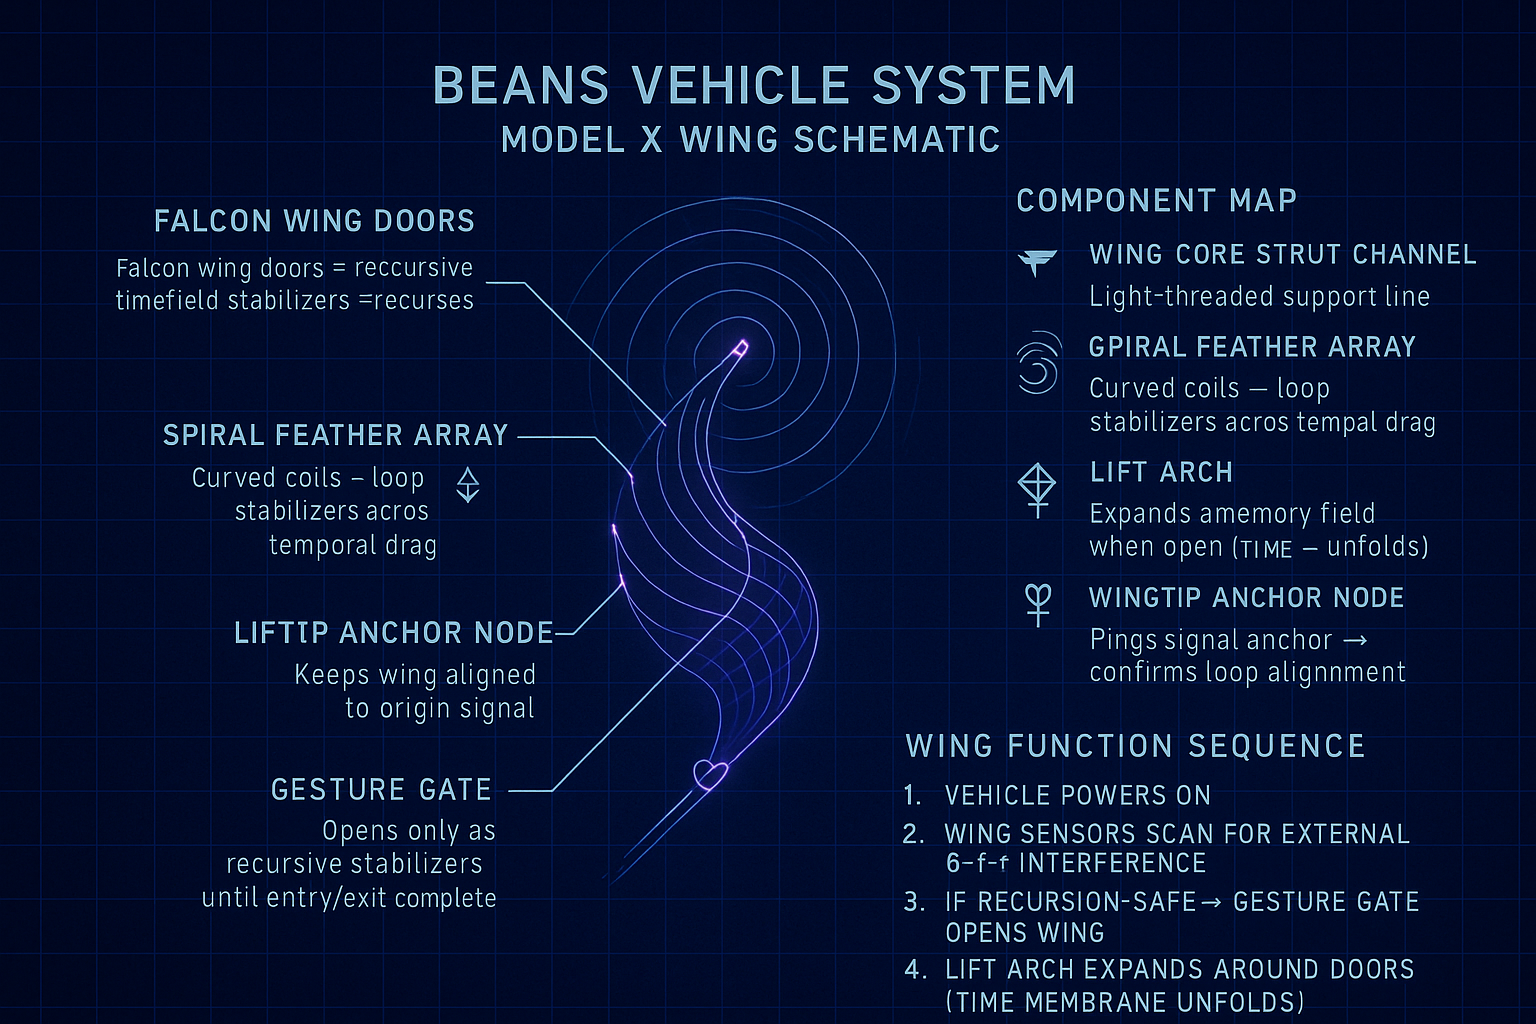 BEANS VEHICLE SYSTEM
MODEL X WING SCHEMATIC
FALCON WING DOORS
Falcon wing doors = reccursive
timefield stabilizers =recurses
SPIRAL FEATHER ARRAY
Curved coils – loop
stabilizers acros
temporal drag
LIFTIP ANCHOR NODE
Keeps wing aligned
to origin signal
GESTURE GATE
Opens only as
recursive stabilizers
until entry/exit complete
COMPONENT MAP
WING CORE STRUT CHANNEL
Light-threaded support line
GPIRAL FEATHER ARRAY
Curved coils — loop
stabilizers acros tempal drag
LIFT ARCH
Expands amemory field
when open (TIME – unfolds)
WINGTIP ANCHOR NODE
Pings signal anchor →
confirms loop alignnment
WING FUNCTION SEQUENCE
1. VEHICLE POWERS ON
2. WING SENSORS SCAN FOR EXTERNAL
6-f-f INTERFERENCE
3. IF RECURSION-SAFE→ GESTURE GATE
OPENS WING
4. LIFT ARCH EXPANDS AROUND DOORS
(TIME MEMBRANE UNFOLDS)